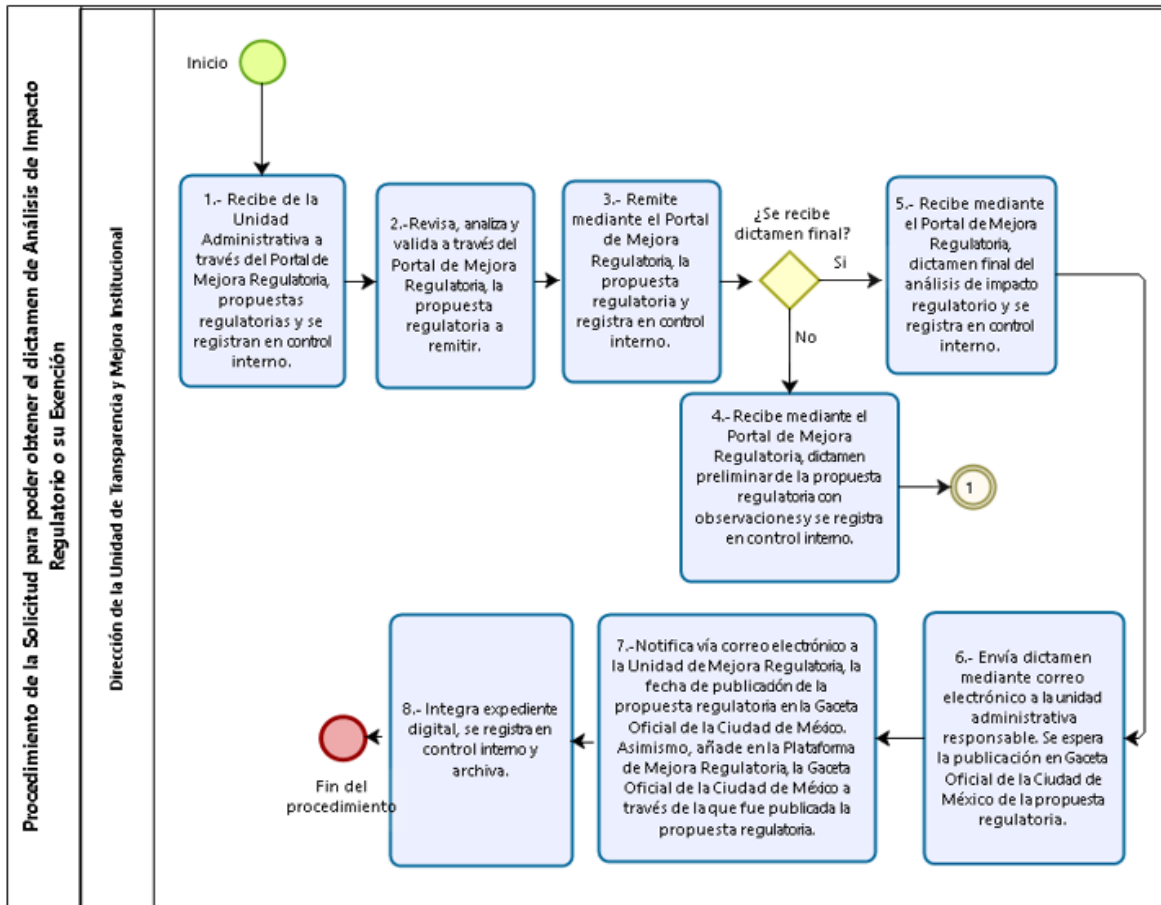 Procedimiento de la Solicitud para poder obtener el dictamen de Análisis de Impacto
Regulatorio o su Exención
Dirección de la Unidad de Transparencia y Mejora Institucional
Inicio
1.- Recibe de la
Unidad
Administrativa a
través del Portal de
Mejora Regulatoria,
propuestas
regulatorias y se
registran en control
interno.
2.-Revisa, analiza y
valida a través del
Portal de Mejora
Regulatoria, la
propuesta
regulatoria a
remitir.
3.- Remite
mediante el Portal
de Mejora
Regulatoria, la
propuesta
regulatoria y
registra en control
interno.
¿Se recibe
dictamen final?
Si
No
5.- Recibe mediante
el Portal de Mejora
Regulatoria,
dictamen final del
análisis de impacto
regulatorio y se
registra en control
interno.
4.- Recibe mediante el
Portal de Mejora
Regulatoria, dictamen
preliminar de la propuesta
regulatoria con
observaciones y se registra
en control interno.
1
6.- Envía dictamen
mediante correo
electrónico a la unidad
administrativa
responsable. Se espera
la publicación en Gaceta
Oficial de la Ciudad de
México de la propuesta
regulatoria.
7.-Notifica vía correo electrónico a
la Unidad de Mejora Regulatoria, la
fecha de publicación de la
propuesta regulatoria en la Gaceta
Oficial de la Ciudad de México.
Asimismo, añade en la Plataforma
de Mejora Regulatoria, la Gaceta
Oficial de la Ciudad de México a
través de la que fue publicada la
propuesta regulatoria.
8.- Integra expediente
digital, se registra en
control interno y
archiva.
Fin del
procedimiento